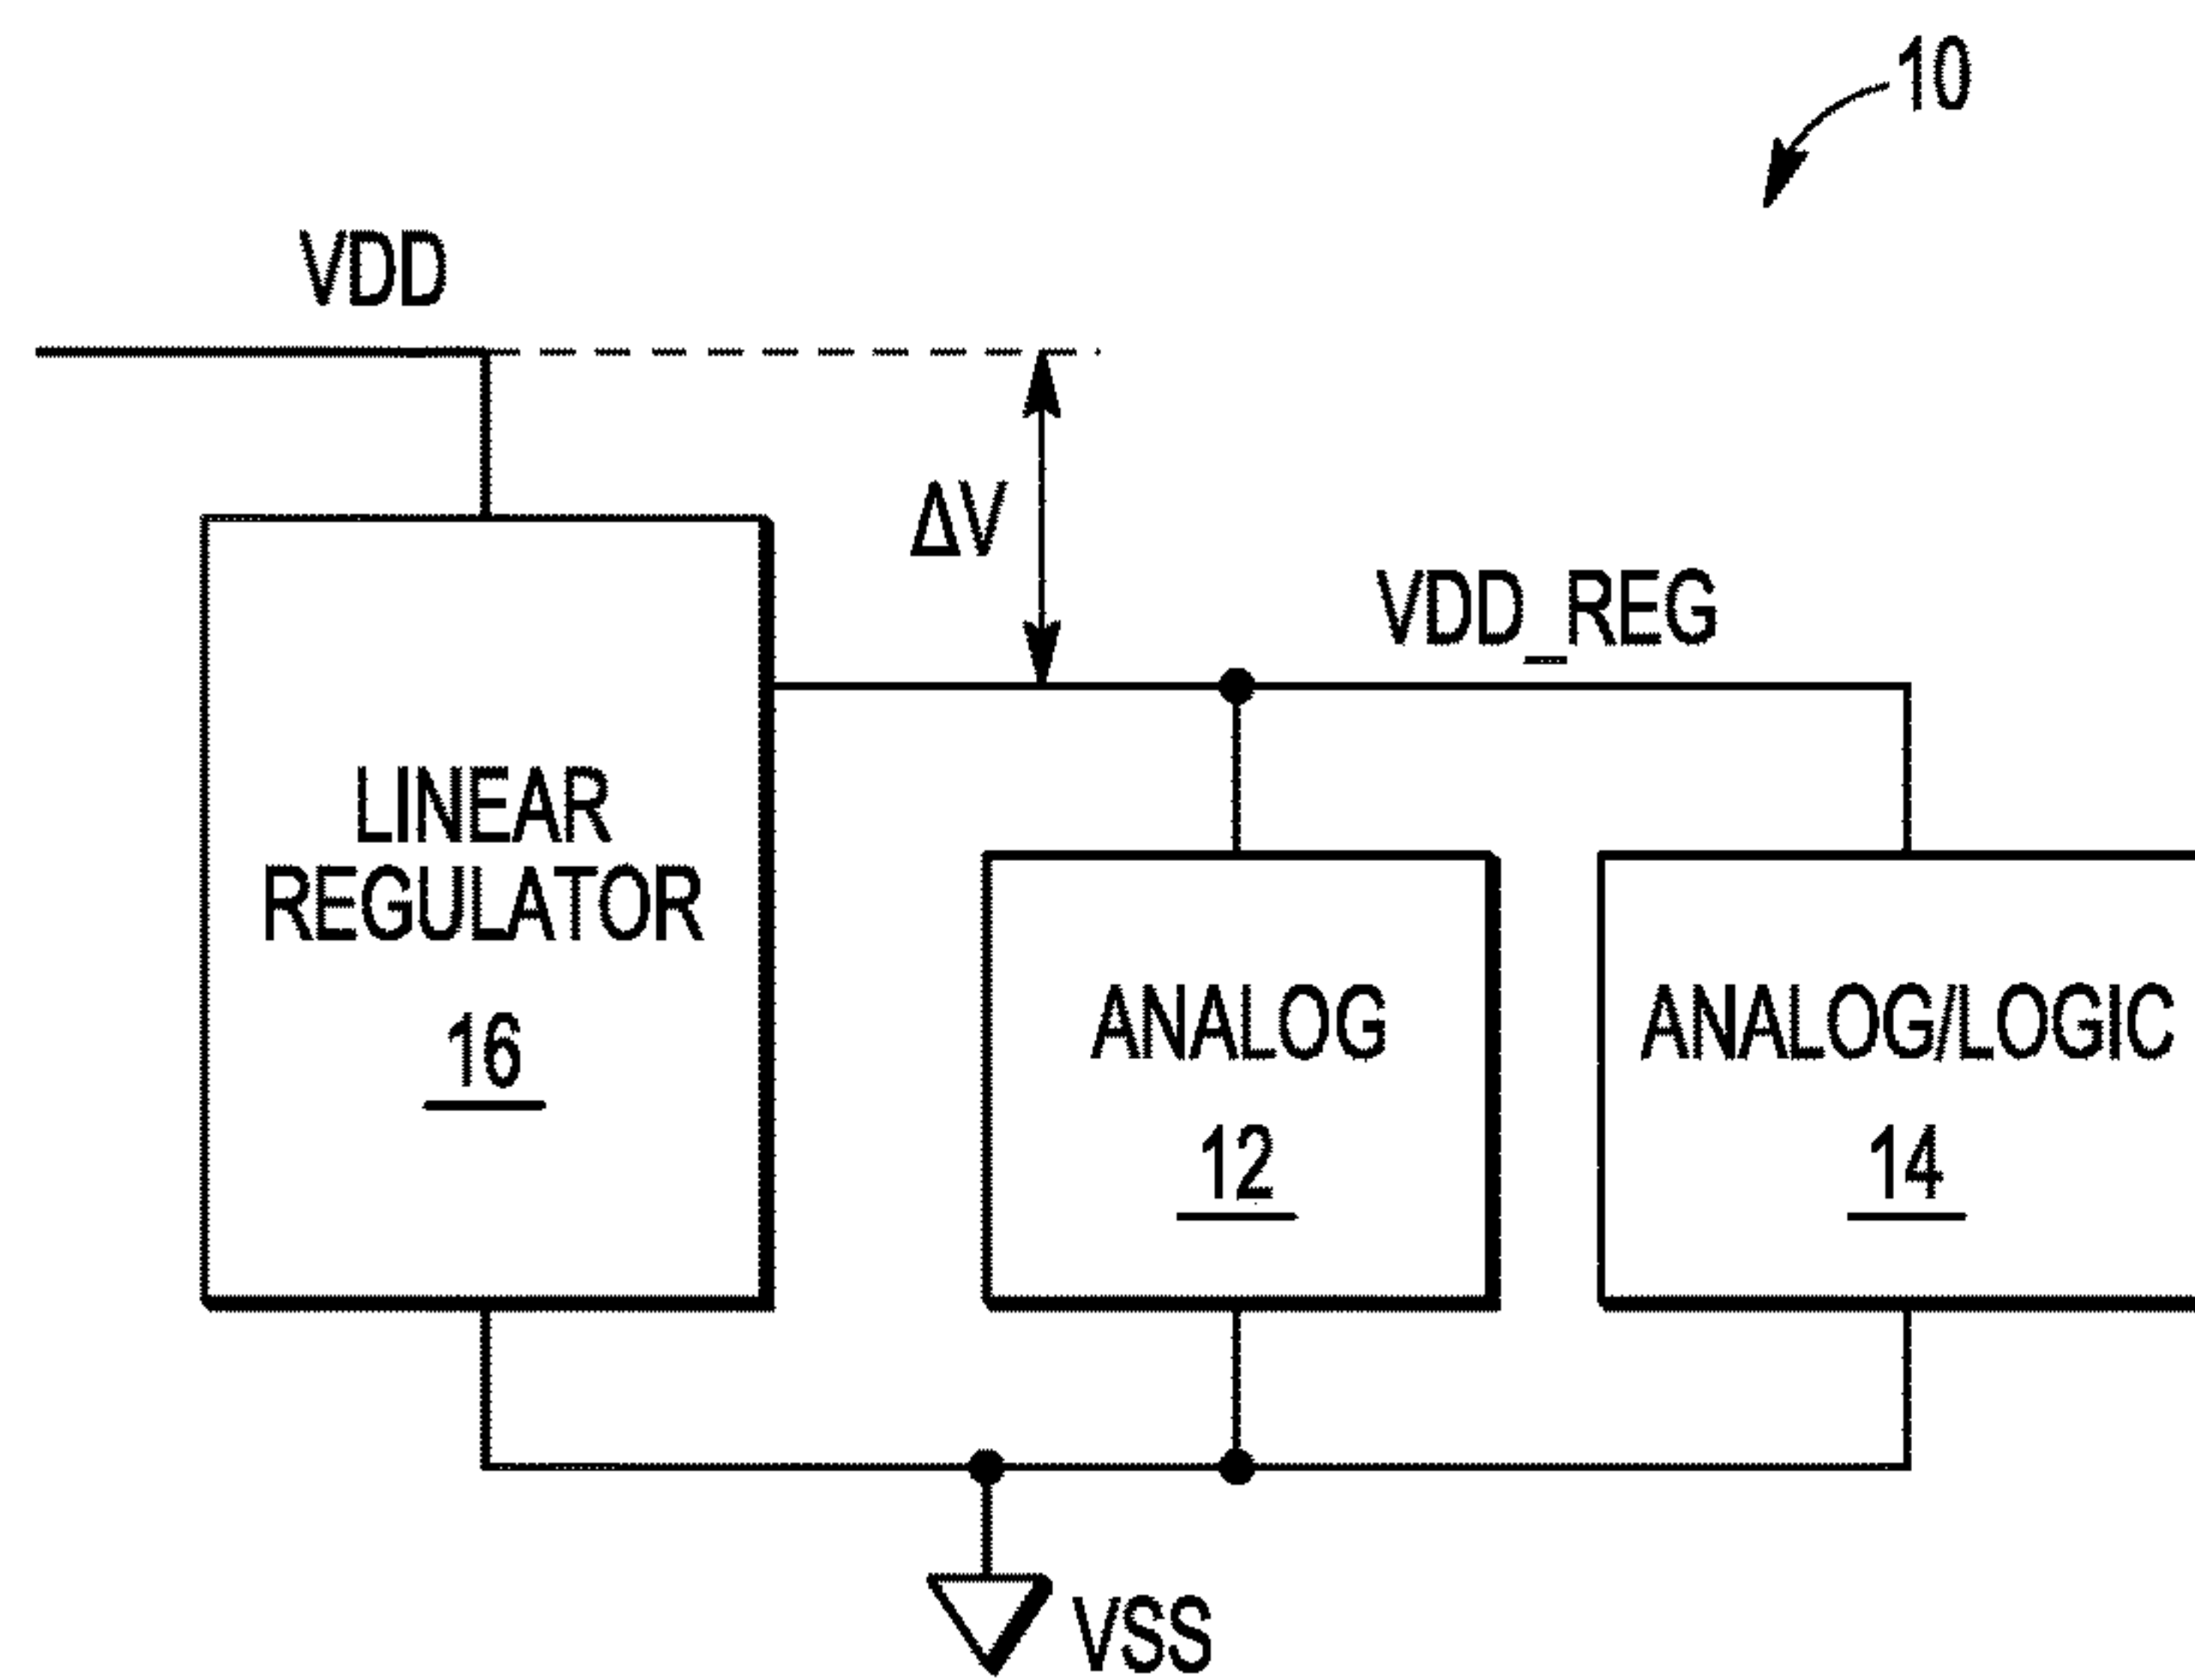 10
VDD
ΔV
VDD_REG
LINEAR
REGULATOR
16
ANALOG
12
ANALOG/LOGIC
14
VSS